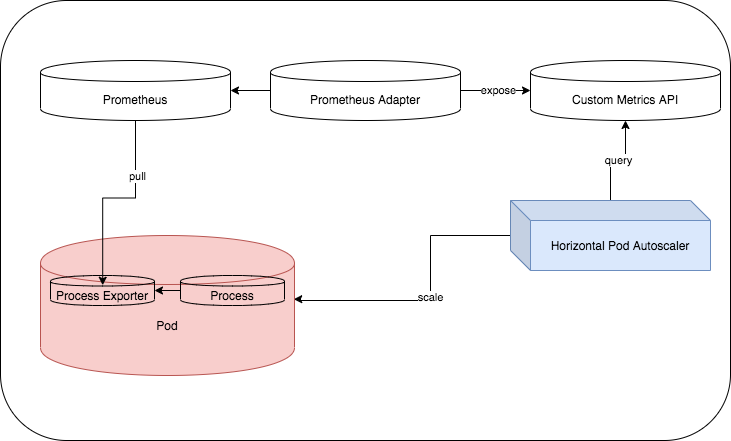 Prometheus
Prometheus Adapter
expose
Custom Metrics API
pull
query
Horizontal Pod Autoscaler
Process Exporter
Process
scale
Pod